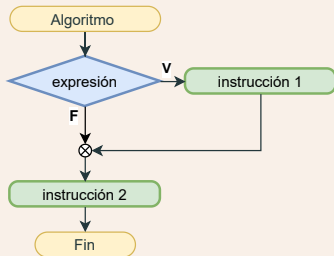 Algoritmo
expresión
V
instrucción 1
F
instrucción 2
Fin